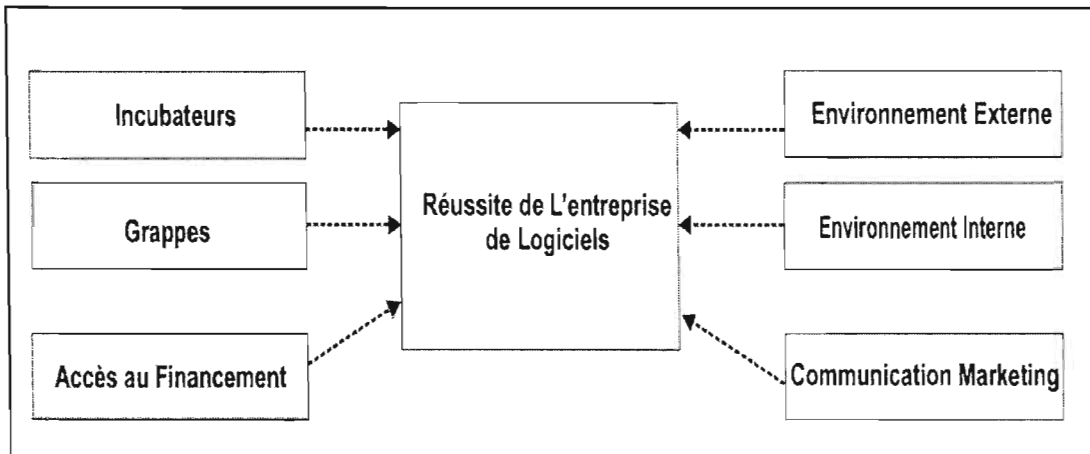 Incubateurs
Grappes
Accès au Financement
Réussite de L'entreprise
de Logiciels
Environnement Externe
Environnement Interne
Communication Marketing